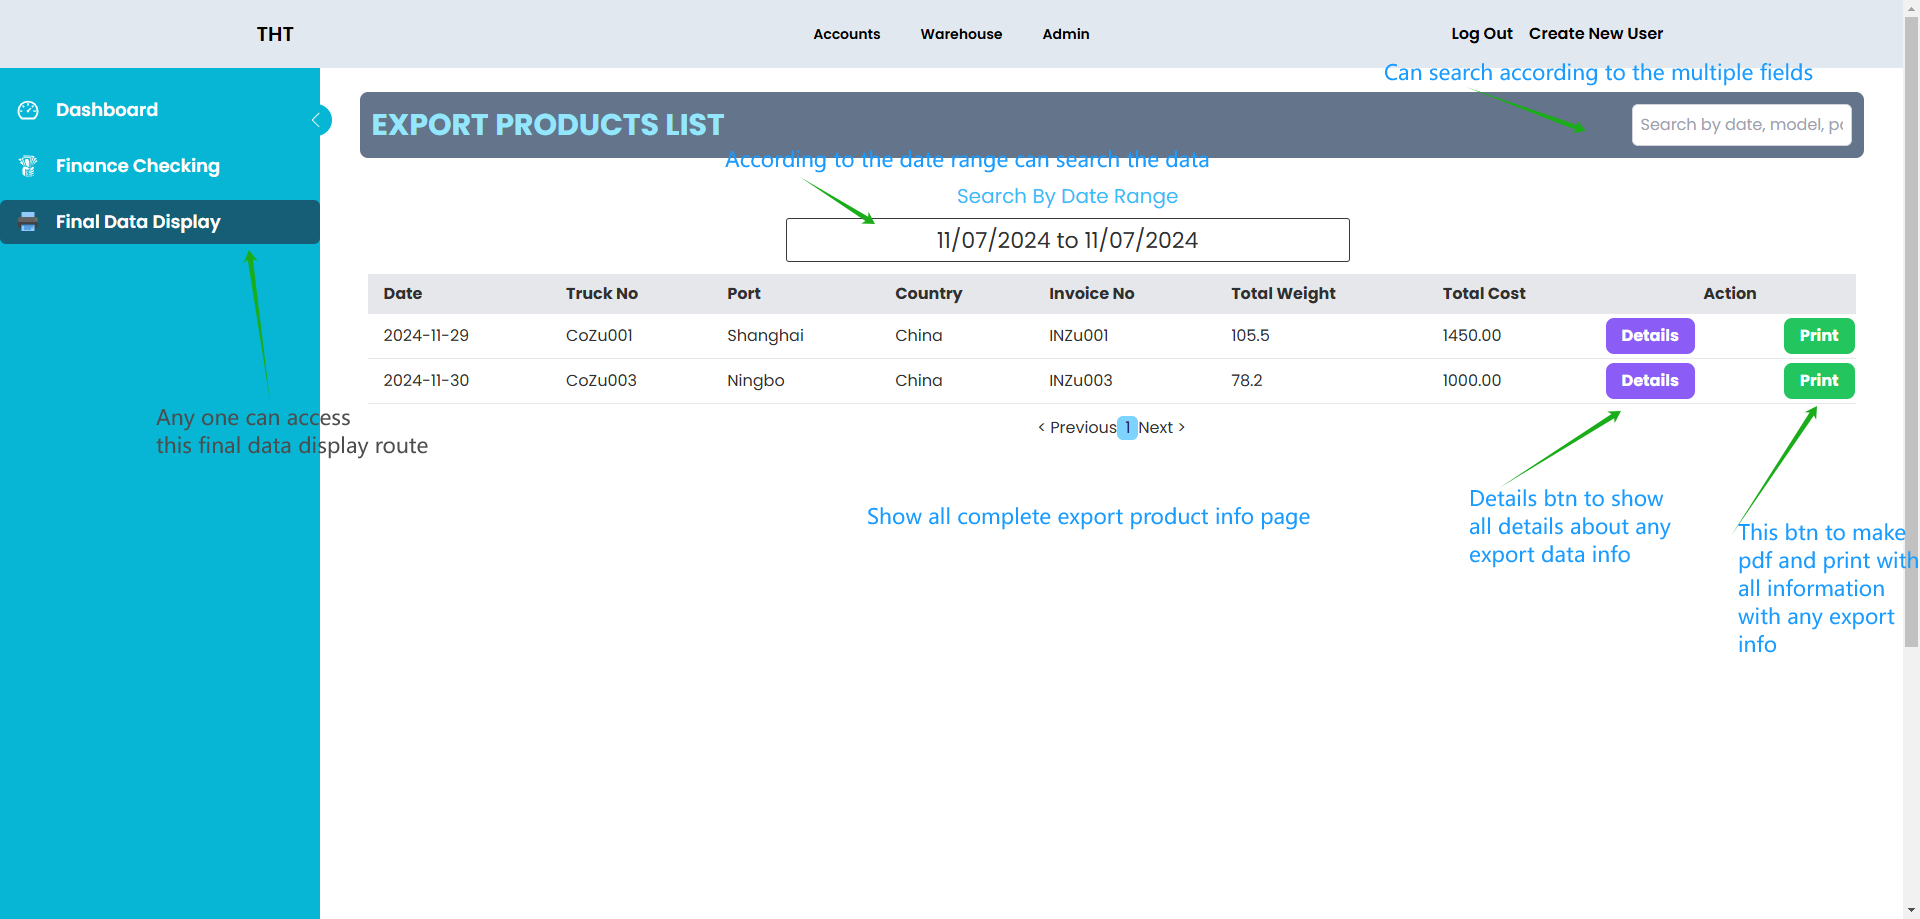 THT
Accounts Warehouse Admin
Log Out Create New User
Can search according to the multiple fields
Dashboard
Finance Checking
Final Data Display
EXPORT PRODUCTS LIST
Search by date, model, po
According to the date range can search the data
Search By Date Range
11/07/2024 to 11/07/2024
Date Truck No Port Country Invoice No Total Weight Total Cost Action
2024-11-29 CoZu001 Shanghai China INZu001 105.5 1450.00 Details Print
2024-11-30 CoZu003 Ningbo China INZu003 78.2 1000.00 Details Print
< Previous 1 Next >
Any one can access
this final data display route
Show all complete export product info page
Details btn to show
all details about any
export data info
This btn to make
pdf and print with
all information
with any export
info